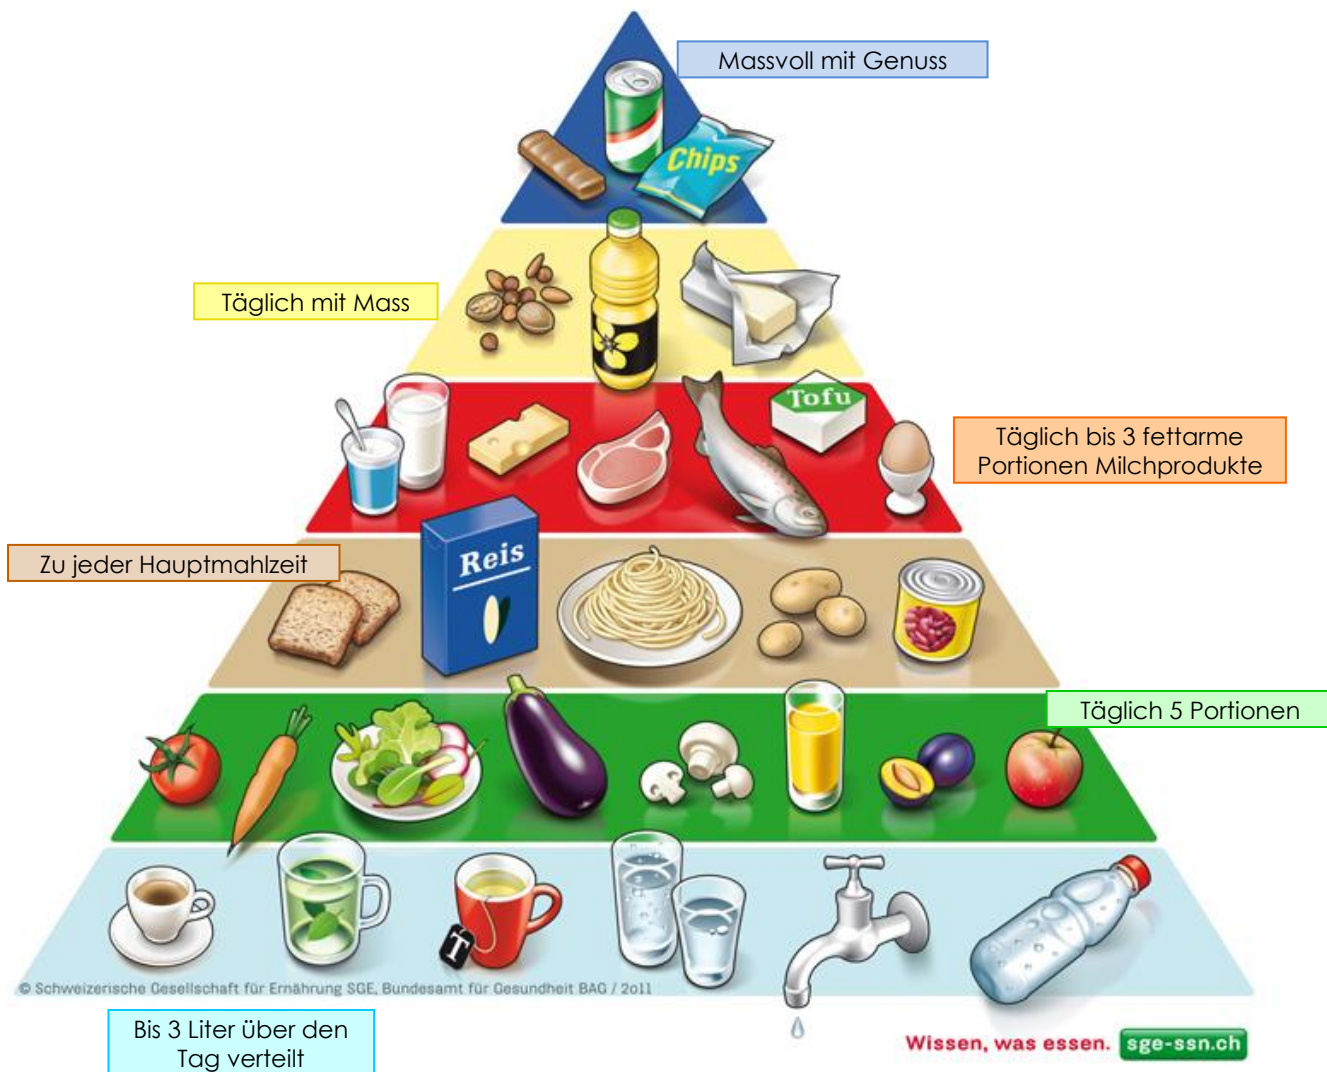 Massvoll mit Genuss
Chips
Täglich mit Mass
Tofu
Täglich bis 3 fettarme
Portionen Milchprodukte
Zu jeder Hauptmahlzeit
Reis
Täglich 5 Portionen
T
© Schweizerische Gesellschaft für Ernährung SGE, Bundesamt für Gesundheit BAG / 2o11
Bis 3 Liter über den
Tag verteilt
Wissen, was essen. sge-ssn.ch